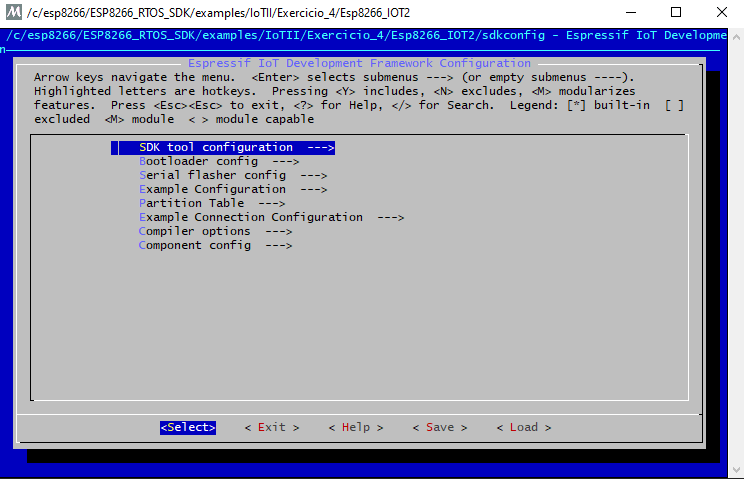 /c/esp8266/ESP8266_RTOS_SDK/examples/IoTII/Exercicio_4/Esp8266_IOT2
/c/esp8266/ESP8266_RTOS_SDK/examples/IoTII/Exercicio_4/Esp8266_IOT2/sdkconfig - Espressif IoT Developme
n
Espressif IoT Development Framework Configuration
Arrow keys navigate the menu.  <Enter> selects submenus ---> (or empty submenus ----).
Highlighted letters are hotkeys.  Pressing <Y> includes, <N> excludes, <M> modularizes
features.  Press <Esc><Esc> to exit, <?> for Help, </> for Search.  Legend: [*] built-in  [ ]
excluded  <M> module  < > module capable
SDK tool configuration  --->
Bootloader config  --->
Serial flasher config  --->
Example Configuration  --->
Partition Table  --->
Example Connection Configuration  --->
Compiler options  --->
Component config  --->
<Select>    < Exit >    < Help >    < Save >    < Load >